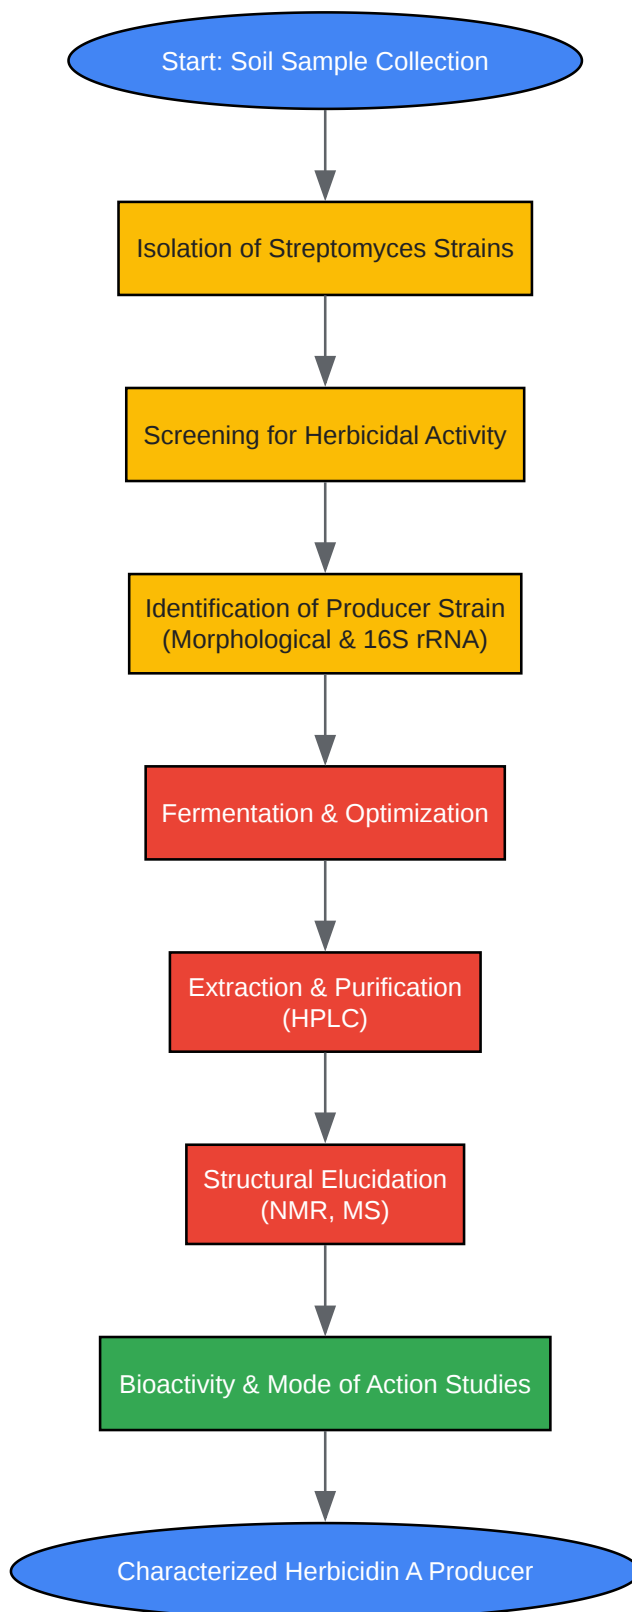 Start: Soil Sample Collection
Isolation of Streptomyces Strains
Screening for Herbicidal Activity
Identification of Producer Strain
(Morphological & 16S rRNA)
Fermentation & Optimization
Extraction & Purification
(HPLC)
Structural Elucidation
(NMR, MS)
Bioactivity & Mode of Action Studies
Characterized Herbicidin A Producer